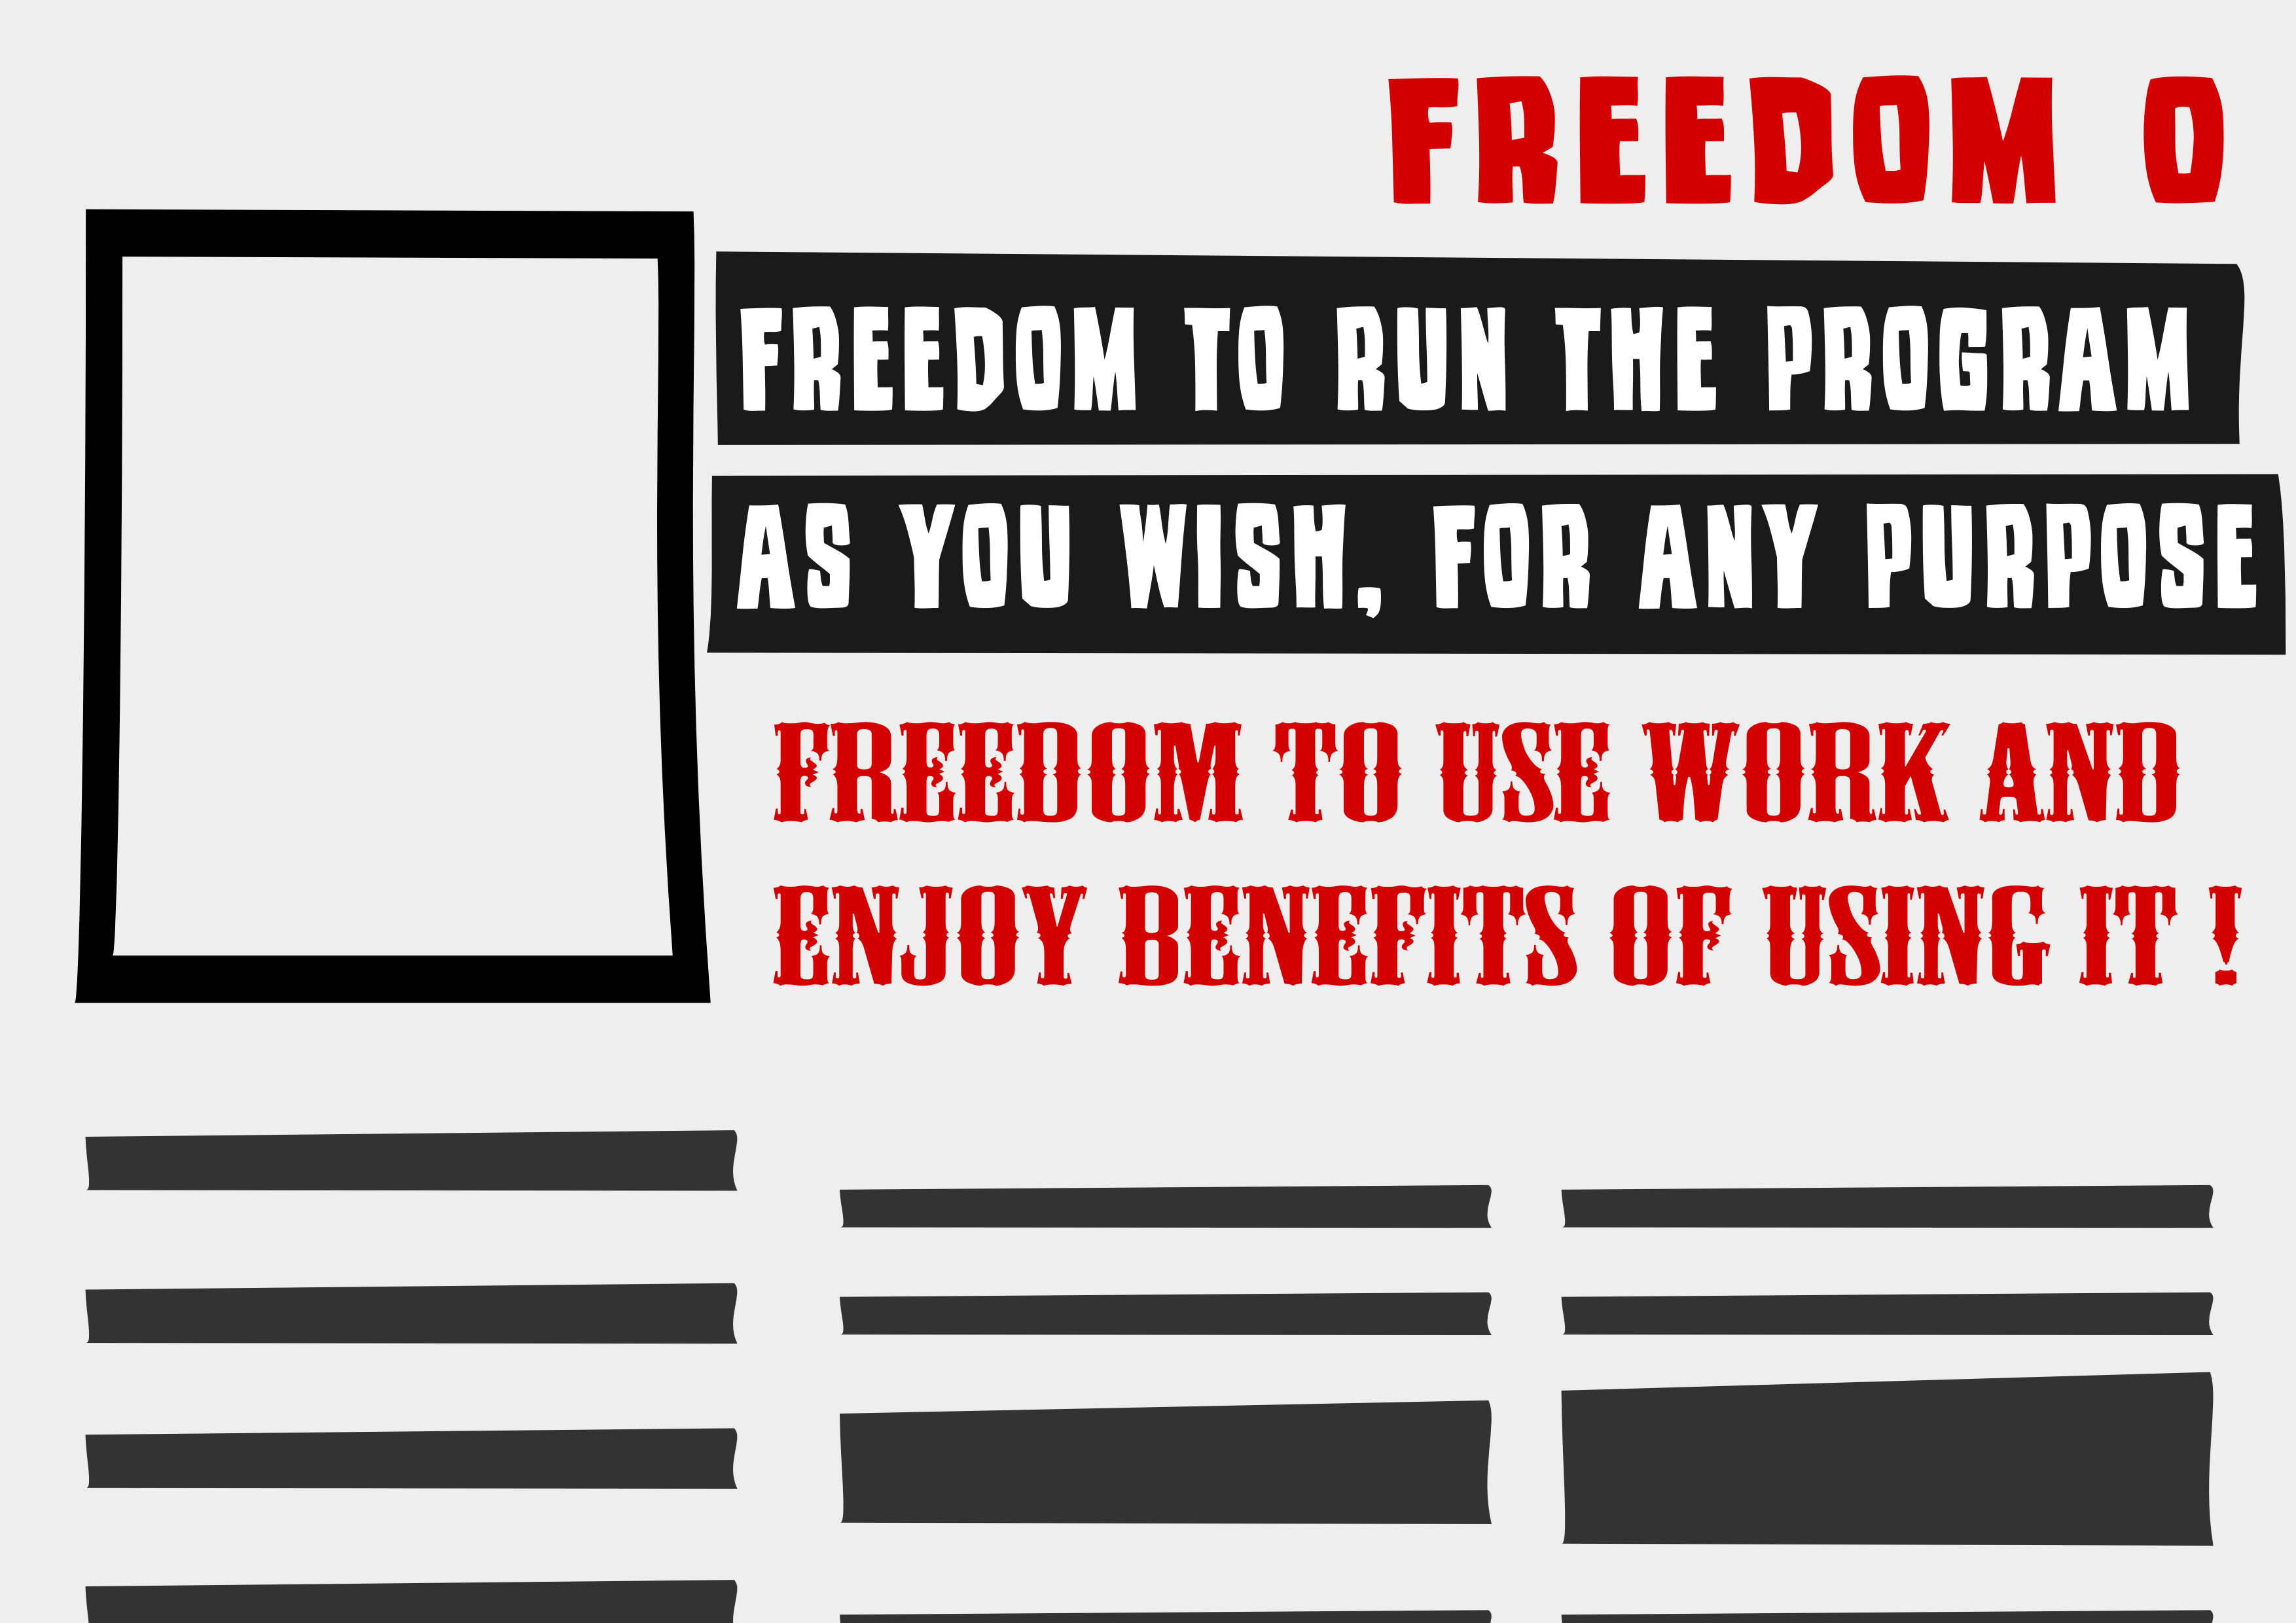 FREEDOM 0
FREEDOM TO RUN THE PROGRAM
AS YOU WISH, FOR ANY PURPOSE
FREEDOM TO USE WORK AND
ENJOY BENEFITS OF USING IT !